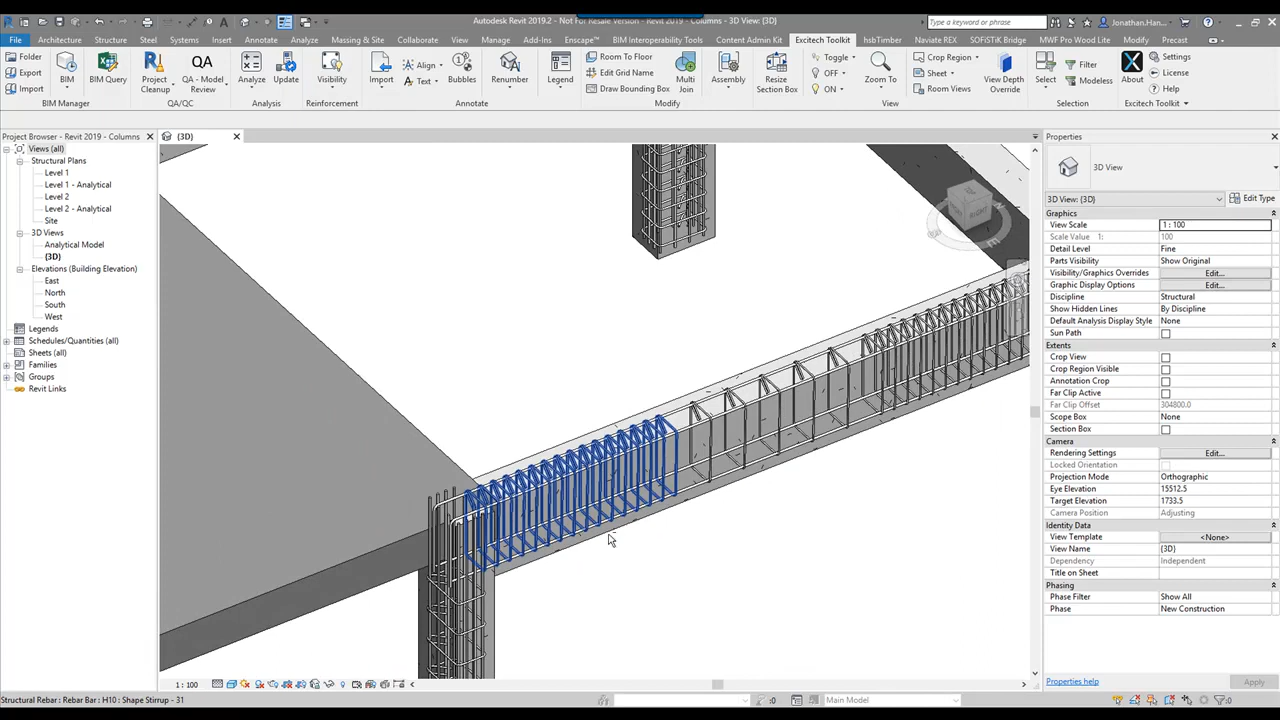 Autodesk Revit 2019.2 - Not For Resale Version - Revit 2019 - Columns - 3D View: {3D}
Type a keyword or phrase
Jonathan.Han...
File Architecture Structure Steel Systems Insert Annotate Analyze Massing & Site Collaborate View Manage Add-Ins Enscape™ BIM Interoperability Tools Content Admin Kit Excitech Toolkit hsbTimber Naviate REX SOFiSTiK Bridge MWF Pro Wood Lite Modify Precast
Folder
Export
Import
BIM
BIM Query
Project Cleanup
QA
QA - Model Review
Analyze
Update
Visibility
Import
Align
Text
Bubbles
Renumber
Legend
Room To Floor
Edit Grid Name
Draw Bounding Box
Multi Join
Assembly
Resize Section Box
Toggle
OFF
ON
Zoom To
Crop Region
Sheet
Room Views
View Depth Override
Select
Filter
Modeless
About
Settings
License
Help
BIM Manager QA/QC Analysis Reinforcement Annotate Modify View Selection Excitech Toolkit
Project Browser - Revit 2019 - Columns
Views (all)
Structural Plans
Level 1
Level 1 - Analytical
Level 2
Level 2 - Analytical
Site
3D Views
Analytical Model
{3D}
Elevations (Building Elevation)
East
North
South
West
Legends
Schedules/Quantities (all)
Sheets (all)
Families
Groups
Revit Links
{3D}
RIGHT
Properties
3D View
3D View: {3D} Edit Type
Graphics
View Scale 1 : 100
Scale Value 1: 100
Detail Level Fine
Parts Visibility Show Original
Visibility/Graphics Overrides Edit...
Graphic Display Options Edit...
Discipline Structural
Show Hidden Lines By Discipline
Default Analysis Display Style None
Sun Path
Extents
Crop View
Crop Region Visible
Annotation Crop
Far Clip Active
Far Clip Offset 304800.0
Scope Box None
Section Box
Camera
Rendering Settings Edit...
Locked Orientation
Projection Mode Orthographic
Eye Elevation 15512.5
Target Elevation 1733.5
Camera Position Adjusting
Identity Data
View Template <None>
View Name {3D}
Dependency Independent
Title on Sheet
Phasing
Phase Filter Show All
Phase New Construction
Properties help Apply
1 : 100
Structural Rebar : Rebar Bar : H10 : Shape Stirrup - 31
:0 Main Model :0